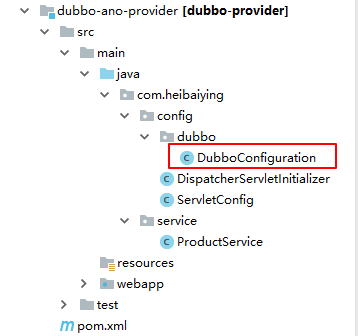 dubbo-ano-provider [dubbo-provider]
src
main
java
com.heibaiying
config
dubbo
DubboConfiguration
DispatcherServletInitializer
ServletConfig
service
ProductService
resources
webapp
test
pom.xml